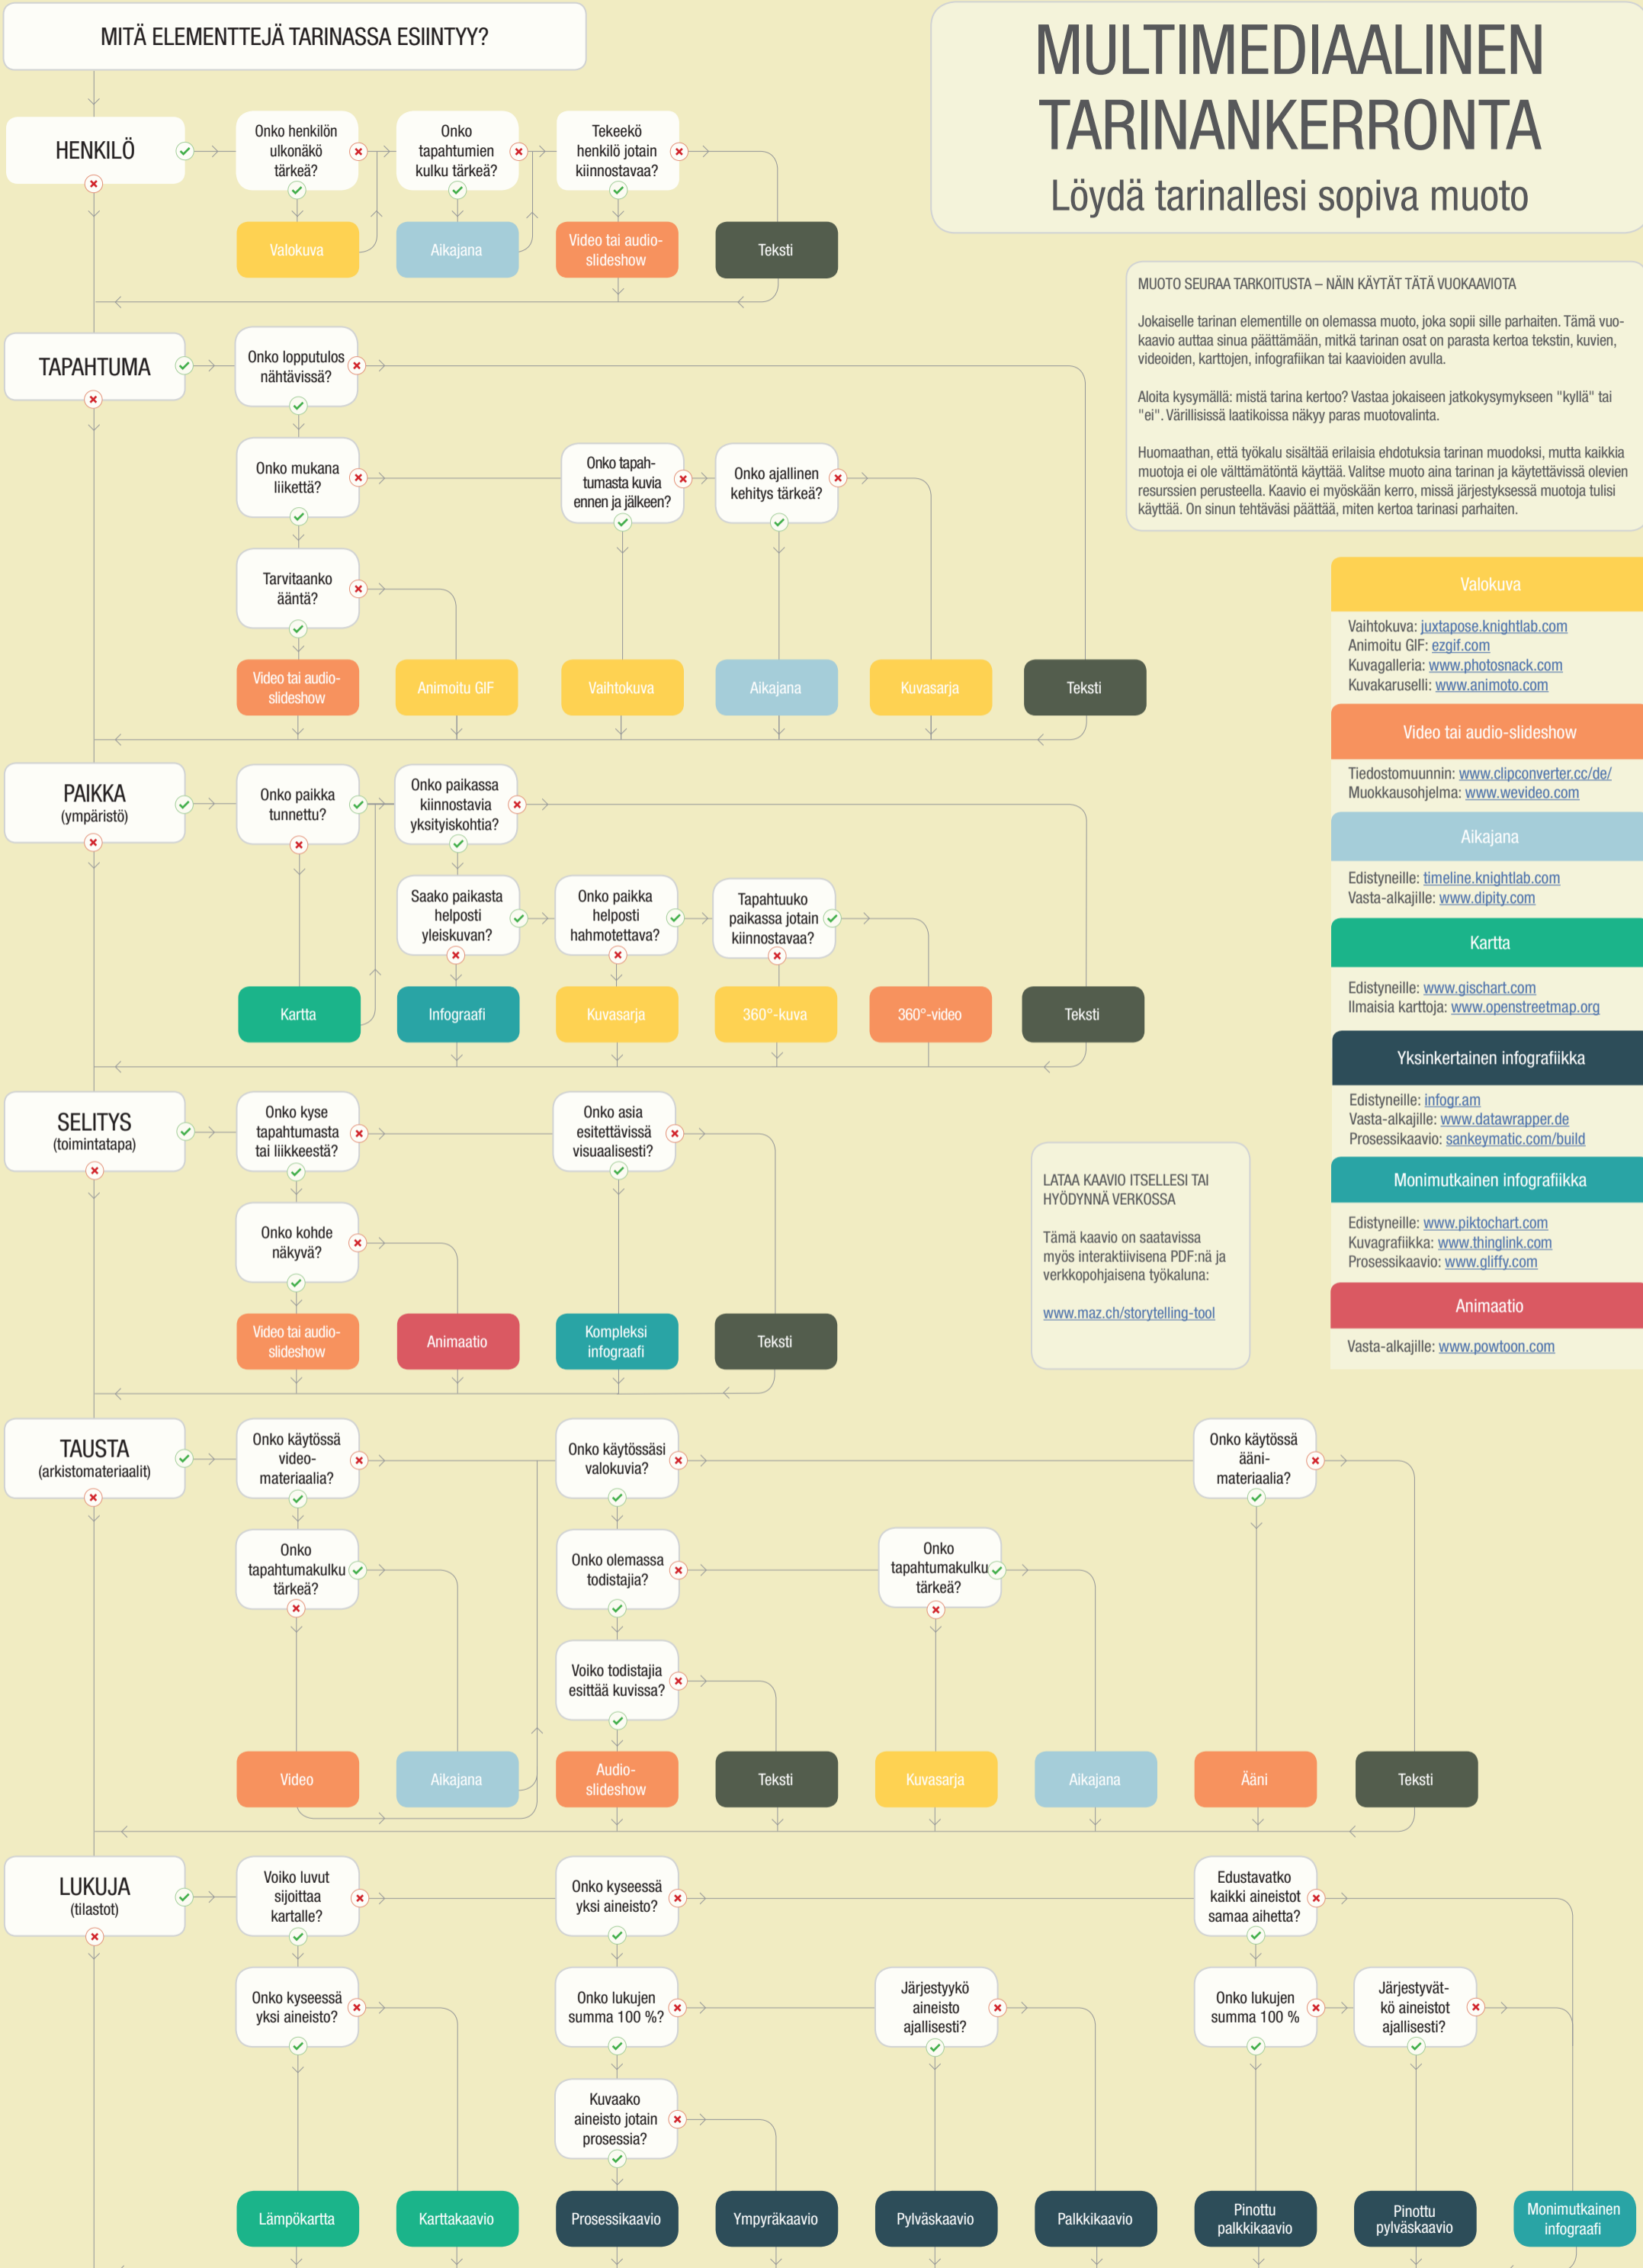 MITÄ ELEMENTTEJÄ TARINASSA ESIINTYY?
MULTIMEDIAALINEN
TARINANKERRONTA
Löydä tarinallesi sopiva muoto
HENKILÖ
Onko henkilön
ulkonäkö
tärkeä?
Onko
tapahtumien
kulku tärkeä?
Tekeekö
henkilö jotain
kiinnostavaa?
Valokuva
Aikajana
Video tai audio-
slideshow
Teksti
MUOTO SEURAA TARKOITUSTA – NÄIN KÄYTÄT TÄTÄ VUOKAAVIOTA
Jokaiselle tarinan elementille on olemassa muoto, joka sopii sille parhaiten. Tämä vuo-
kaavio auttaa sinua päättämään, mitkä tarinan osat on parasta kertoa tekstin, kuvien,
videoiden, karttojen, infografiikan tai kaavioiden avulla.
Aloita kysymällä: mistä tarina kertoo? Vastaa jokaiseen jatkokysymykseen "kyllä" tai
"ei". Värillisissä laatikoissa näkyy paras muotovalinta.
Huomaathan, että työkalu sisältää erilaisia ehdotuksia tarinan muodoksi, mutta kaikkia
muotoja ei ole välttämätöntä käyttää. Valitse muoto aina tarinan ja käytettävissä olevien
resurssien perusteella. Kaavio ei myöskään kerro, missä järjestyksessä muotoja tulisi
käyttää. On sinun tehtäväsi päättää, miten kertoa tarinasi parhaiten.
TAPAHTUMA
Onko lopputulos
nähtävissä?
Onko mukana
liikettä?
Onko tapah-
tumasta kuvia
ennen ja jälkeen?
Onko ajallinen
kehitys tärkeä?
Tarvitaanko
ääntä?
Video tai audio-
slideshow
Animoitu GIF
Vaihtokuva
Aikajana
Kuvasarja
Teksti
Valokuva
Vaihtokuva: juxtapose.knightlab.com
Animoitu GIF: ezgif.com
Kuvagalleria: www.photosnack.com
Kuvakaruselli: www.animoto.com
Video tai audio-slideshow
Tiedostomuunnin: www.clipconverter.cc/de/
Muokkausohjelma: www.wevideo.com
Aikajana
Edistyneille: timeline.knightlab.com
Vasta-alkajille: www.dipity.com
Kartta
Edistyneille: www.gischart.com
Ilmaisia karttoja: www.openstreetmap.org
Yksinkertainen infografiikka
Edistyneille: infogr.am
Vasta-alkajille: www.datawrapper.de
Prosessikaavio: sankeymatic.com/build
Monimutkainen infografiikka
Edistyneille: www.piktochart.com
Kuvagrafiikka: www.thinglink.com
Prosessikaavio: www.gliffy.com
Animaatio
Vasta-alkajille: www.powtoon.com
PAIKKA
(ympäristö)
Onko paikka
tunnettu?
Onko paikassa
kiinnostavia
yksityiskohtia?
Saako paikasta
helposti
yleiskuvan?
Onko paikka
helposti
hahmotettava?
Tapahtuuko
paikassa jotain
kiinnostavaa?
Kartta
Infograafi
Kuvasarja
360°-kuva
360°-video
Teksti
SELITYS
(toimintatapa)
Onko kyse
tapahtumasta
tai liikkeestä?
Onko asia
esitettävissä
visuaalisesti?
Onko kohde
näkyvä?
Video tai audio-
slideshow
Animaatio
Kompleksi
infograafi
Teksti
LATAA KAAVIO ITSELLESI TAI
HYÖDYNNÄ VERKOSSA
Tämä kaavio on saatavissa
myös interaktiivisena PDF:nä ja
verkkopohjaisena työkaluna:
www.maz.ch/storytelling-tool
TAUSTA
(arkistomateriaalit)
Onko käytössä
video-
materiaalia?
Onko käytössäsi
valokuvia?
Onko käytössä
ääni-
materiaalia?
Onko
tapahtumakulku
tärkeä?
Onko olemassa
todistajia?
Onko
tapahtumakulku
tärkeä?
Voiko todistajia
esittää kuvissa?
Video
Aikajana
Audio-
slideshow
Teksti
Kuvasarja
Aikajana
Ääni
Teksti
LUKUJA
(tilastot)
Voiko luvut
sijoittaa
kartalle?
Onko kyseessä
yksi aineisto?
Edustavatko
kaikki aineistot
samaa aihetta?
Onko kyseessä
yksi aineisto?
Onko lukujen
summa 100 %?
Järjestyykö
aineisto
ajallisesti?
Onko lukujen
summa 100 %
Järjestyvät-
kö aineistot
ajallisesti?
Kuvaako
aineisto jotain
prosessia?
Lämpökartta
Karttakaavio
Prosessikaavio
Ympyräkaavio
Pylväskaavio
Palkkikaavio
Pinottu
palkkikaavio
Pinottu
pylväskaavio
Monimutkainen
infograafi